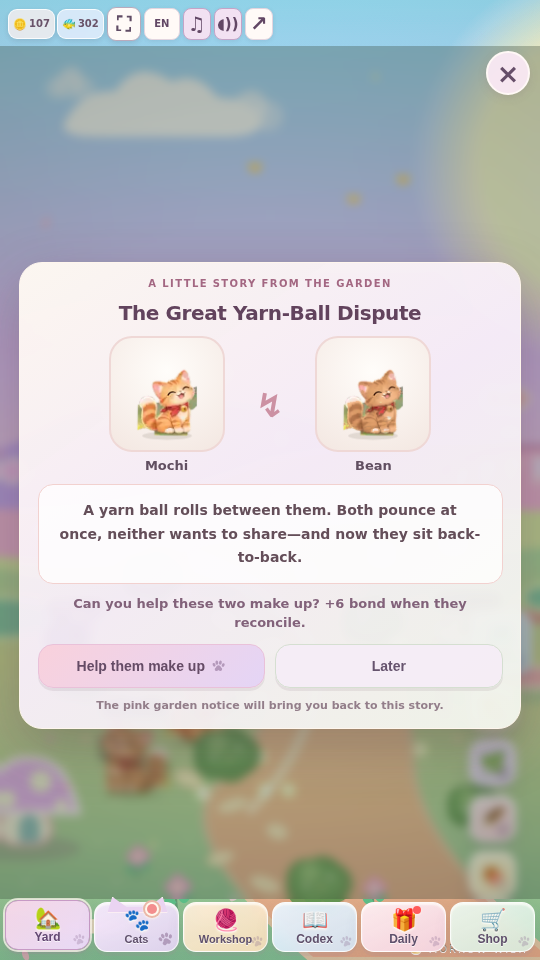 107
302
EN
A LITTLE STORY FROM THE GARDEN
The Great Yarn-Ball Dispute
Mochi
Bean
A yarn ball rolls between them. Both pounce at
once, neither wants to share—and now they sit back-
to-back.
Can you help these two make up? +6 bond when they
reconcile.
Help them make up
Later
The pink garden notice will bring you back to this story.
Yard
Cats
Workshop
Codex
Daily
Shop